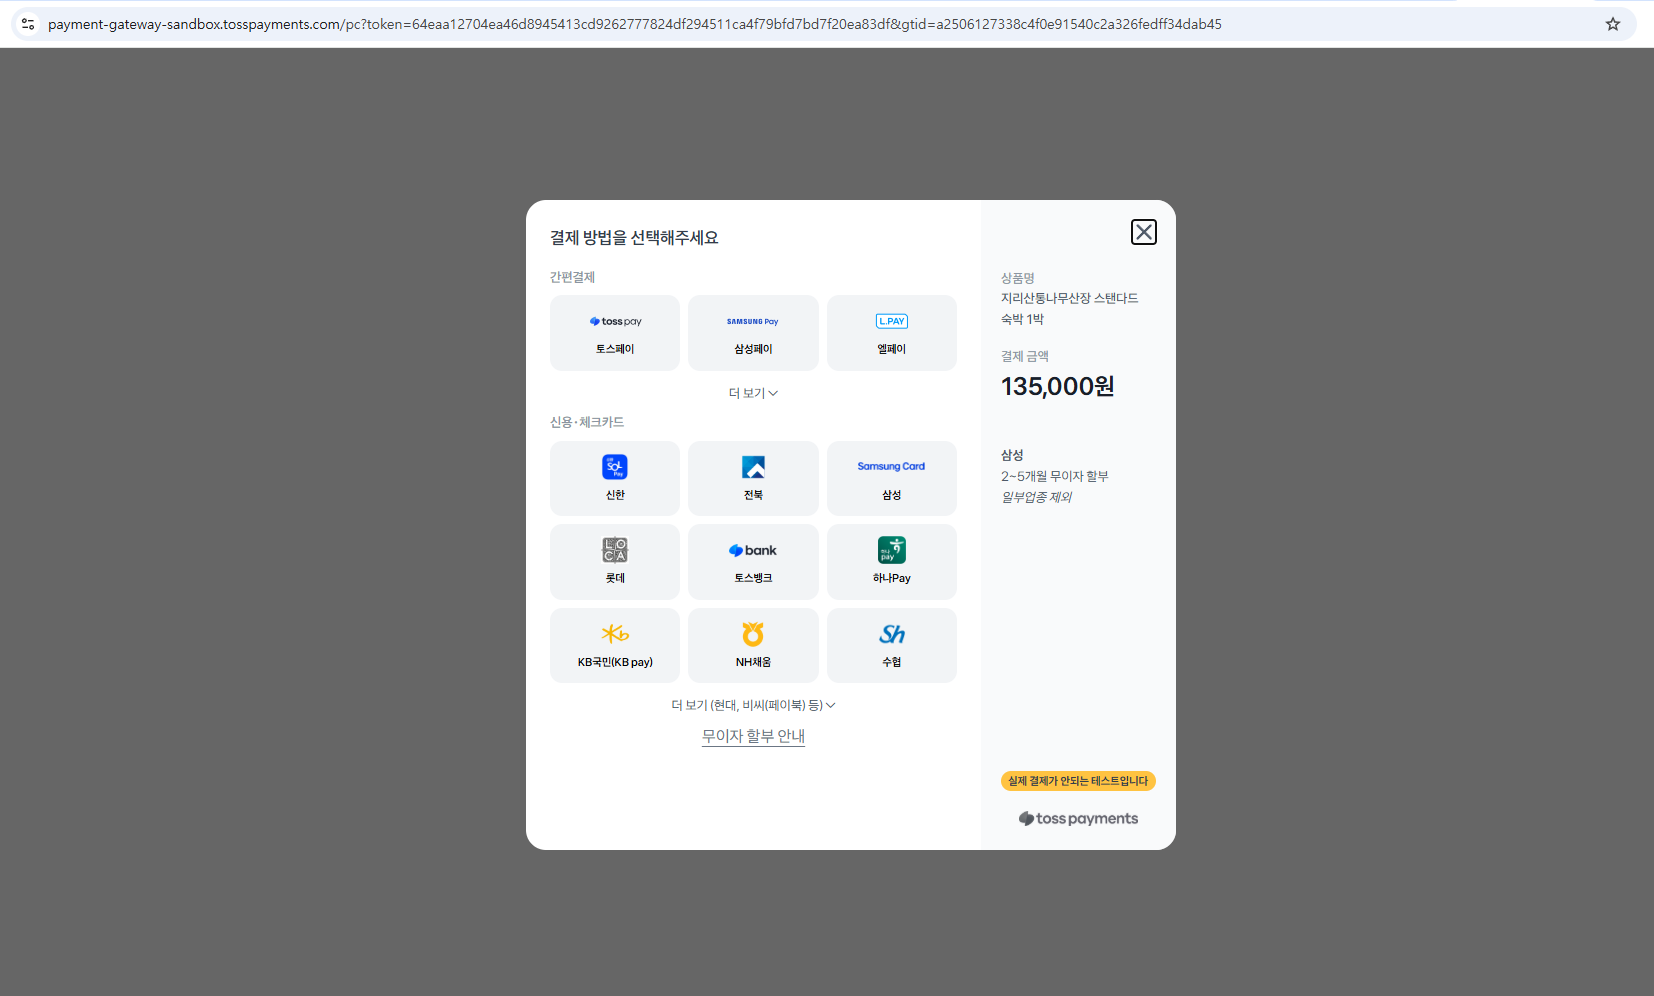 payment-gateway-sandbox.tosspayments.com/pc?token=64eaa12704ea46d8945413cd9262777824df294511ca4f79bfd7bd7f20ea83df&gtid=a2506127338c4f0e91540c2a326fedff34dab45
결제 방법을 선택해주세요
간편결제
toss pay
토스페이
SAMSUNG Pay
삼성페이
L.PAY
엘페이
더 보기
신용·체크카드
신한 SOL Pay
신한
전북
Samsung Card
삼성
LOCA
롯데
bank
토스뱅크
하나 pay
하나Pay
Kb
KB국민(KB pay)
NH채움
Sh
수협
더 보기 (현대, 비씨(페이북) 등)
무이자 할부 안내
상품명
지리산통나무산장 스탠다드
숙박 1박
결제 금액
135,000원
삼성
2~5개월 무이자 할부
일부업종 제외
실제 결제가 안되는 테스트입니다
toss payments